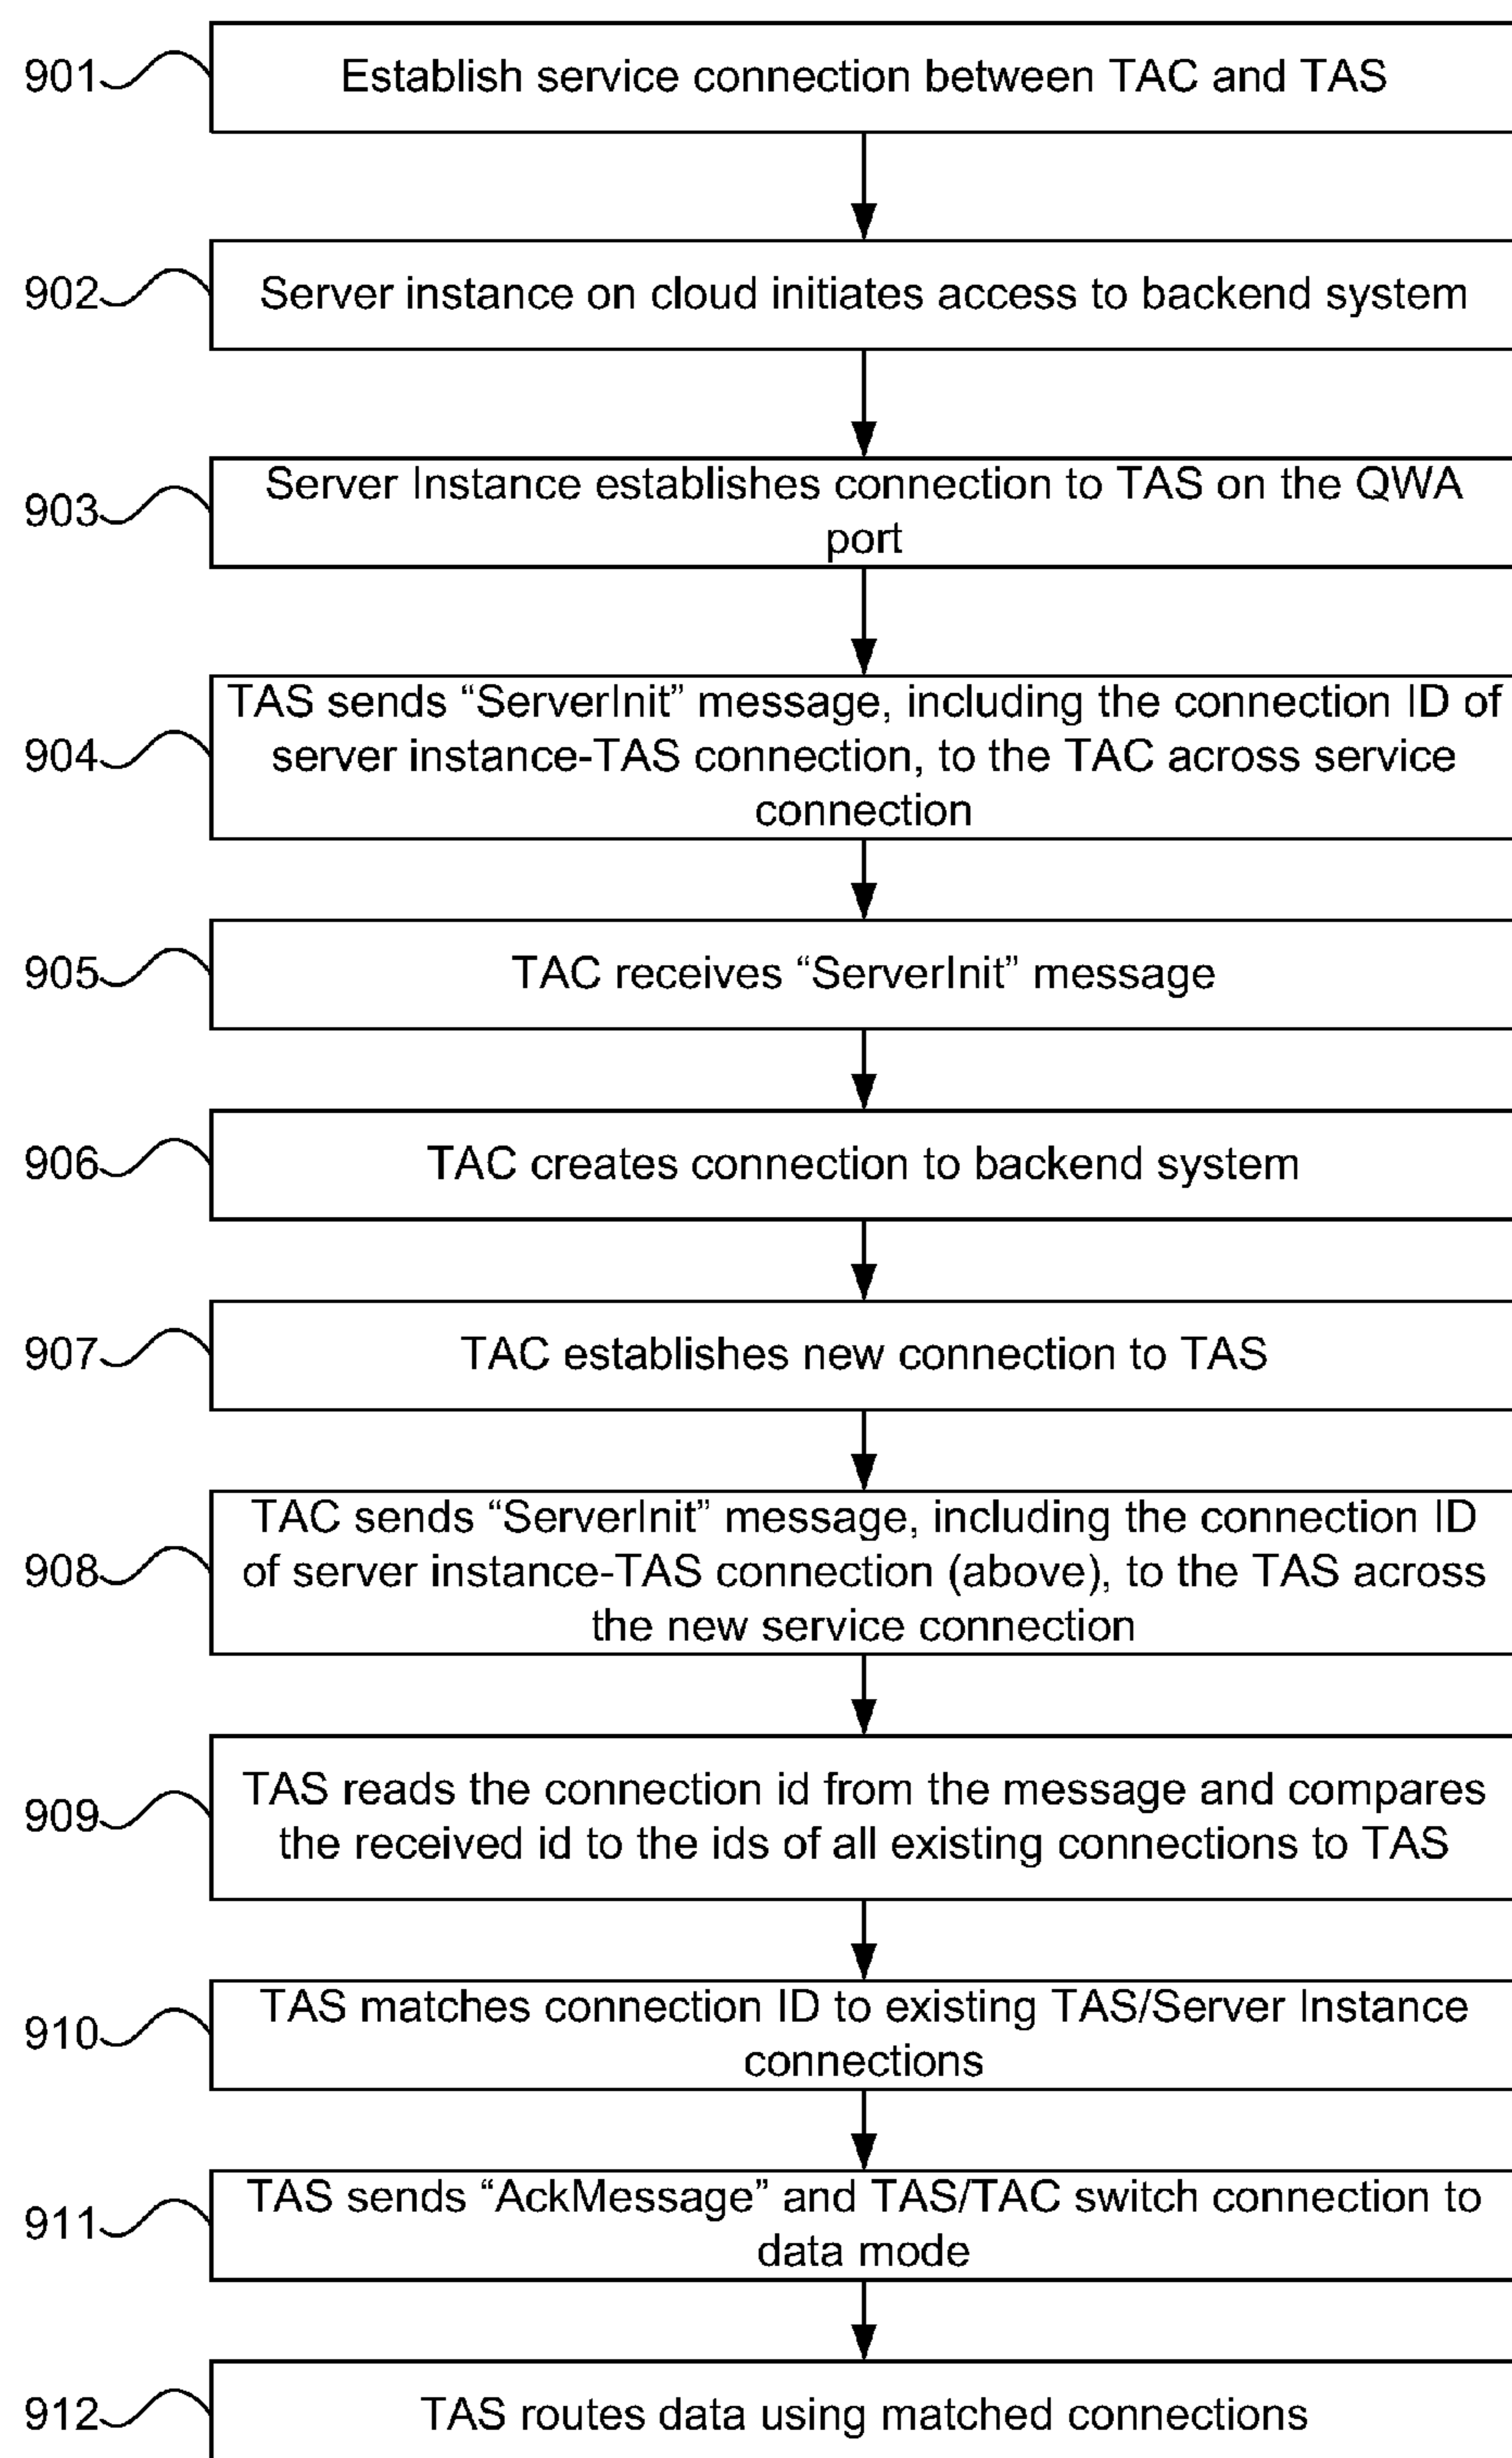 901
Establish service connection between TAC and TAS
902
Server instance on cloud initiates access to backend system
903
Server Instance establishes connection to TAS on the QWA
port
904
TAS sends “ServerInit” message, including the connection ID of
server instance-TAS connection, to the TAC across service
connection
905
TAC receives “ServerInit” message
906
TAC creates connection to backend system
907
TAC establishes new connection to TAS
908
TAC sends “ServerInit” message, including the connection ID
of server instance-TAS connection (above), to the TAS across
the new service connection
909
TAS reads the connection id from the message and compares
the received id to the ids of all existing connections to TAS
910
TAS matches connection ID to existing TAS/Server Instance
connections
911
TAS sends “AckMessage” and TAS/TAC switch connection to
data mode
912
TAS routes data using matched connections